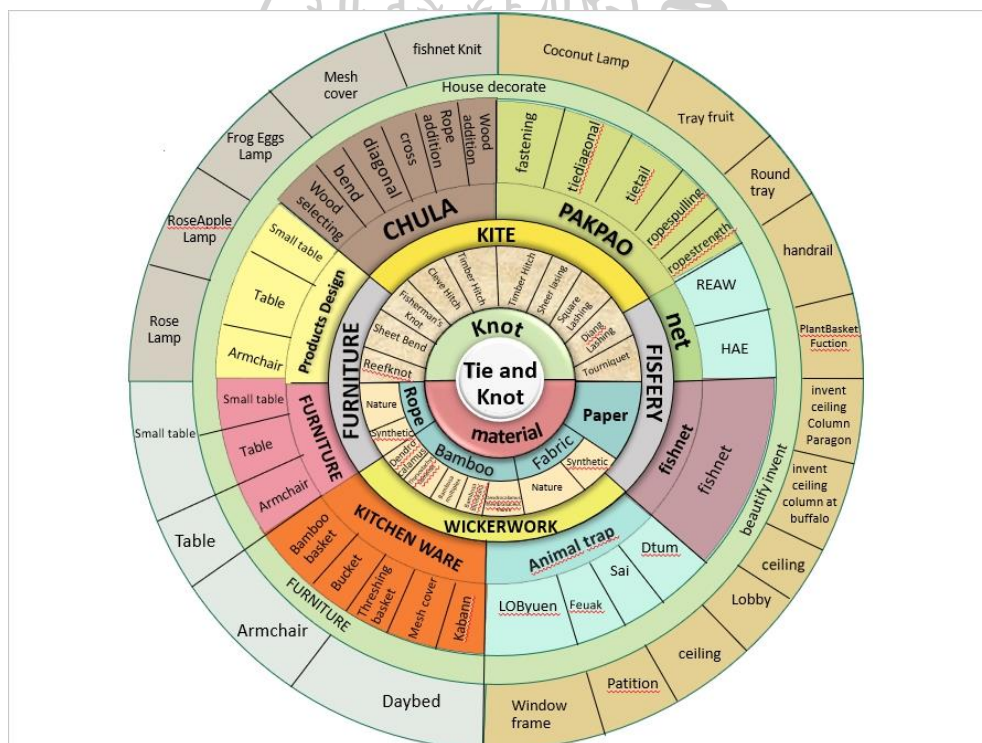 Tie and
Knot
Knot
material
Timber Hitch
Sheer lasing
Square
Lashing
Diang
Lashing
Tourniquet
Paper
Fabric
Synthetic
Nature
Bamboo
Dendro
calamus
Rope
Synthetic
Nature
Reefknot
Sheet Bend
Fisherman's
Knot
Cleve Hitch
Timber Hitch
KITE
FISFERY
WICKERWORK
FURNITURE
CHULA
Wood
selecting
bend
diagonal
cross
Rope
addition
Wood
addition
PAKPAO
fastening
tiediagonal
tietail
ropespulling
ropestrength
net
REAW
HAE
fishnet
fishnet
Animal trap
Dtum
Sai
Feuak
LOByuen
KITCHEN WARE
Kabann
Mesh cover
Threshing
basket
Bucket
Bamboo
basket
FURNITURE
Armchair
Table
Small table
Products Design
Armchair
Table
Small table
House decorate
beautify invent
FURNITURE
Coconut Lamp
Tray fruit
Round
tray
handrail
PlantBasket
Fuction
invent
ceiling
Column
Paragon
invent
ceiling
column at
buffalo
ceiling
Lobby
ceiling
Patition
Window
frame
Daybed
Armchair
Table
Small table
Rose
Lamp
RoseApple
Lamp
Frog Eggs
Lamp
Mesh
cover
fishnet Knit